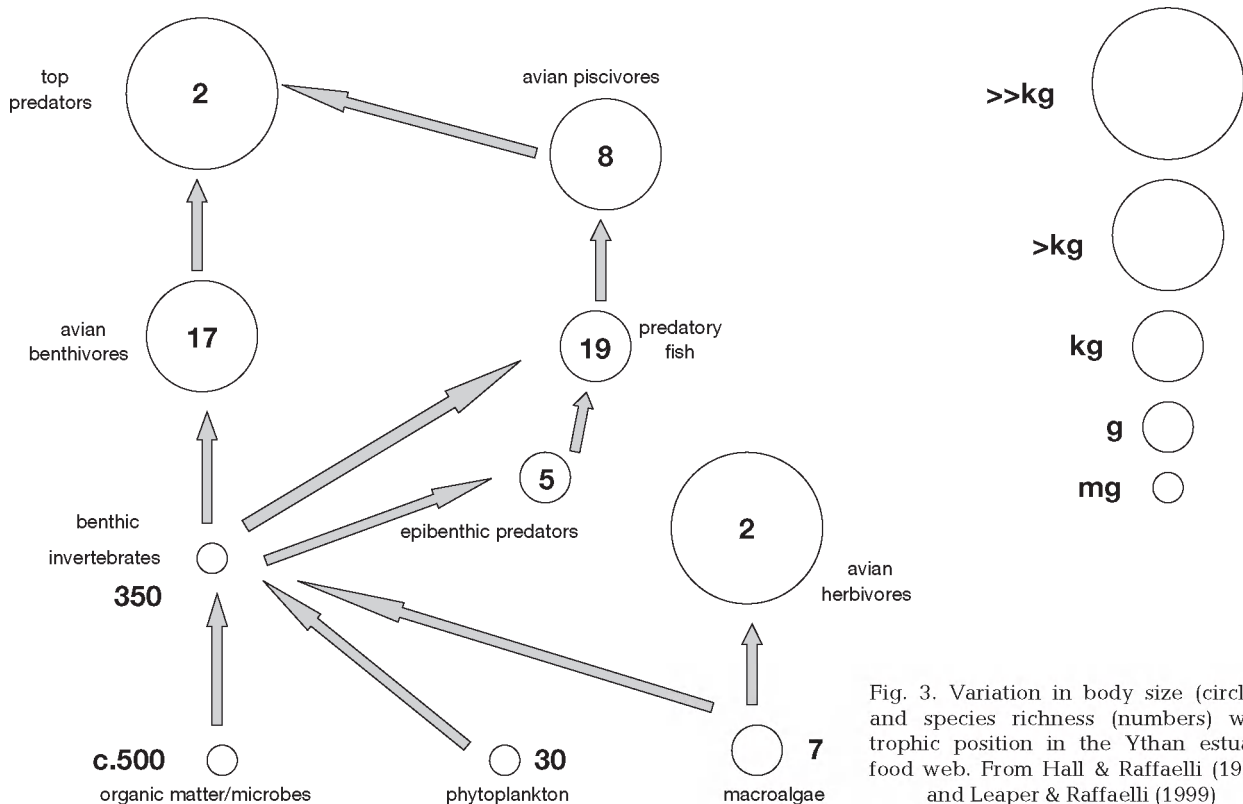 top
predators
2
avian piscivores
8
avian
benthivores
17
19
predatory
fish
5
epibenthic predators
benthic
invertebrates
350
2
avian
herbivores
c.500
organic matter/microbes
30
phytoplankton
7
macroalgae
>>kg
>kg
kg
g
mg
Fig. 3. Variation in body size (circl
and species richness (numbers) w
trophic position in the Ythan estua
food web. From Hall & Raffaelli (19
and Leaper & Raffaelli (1999)